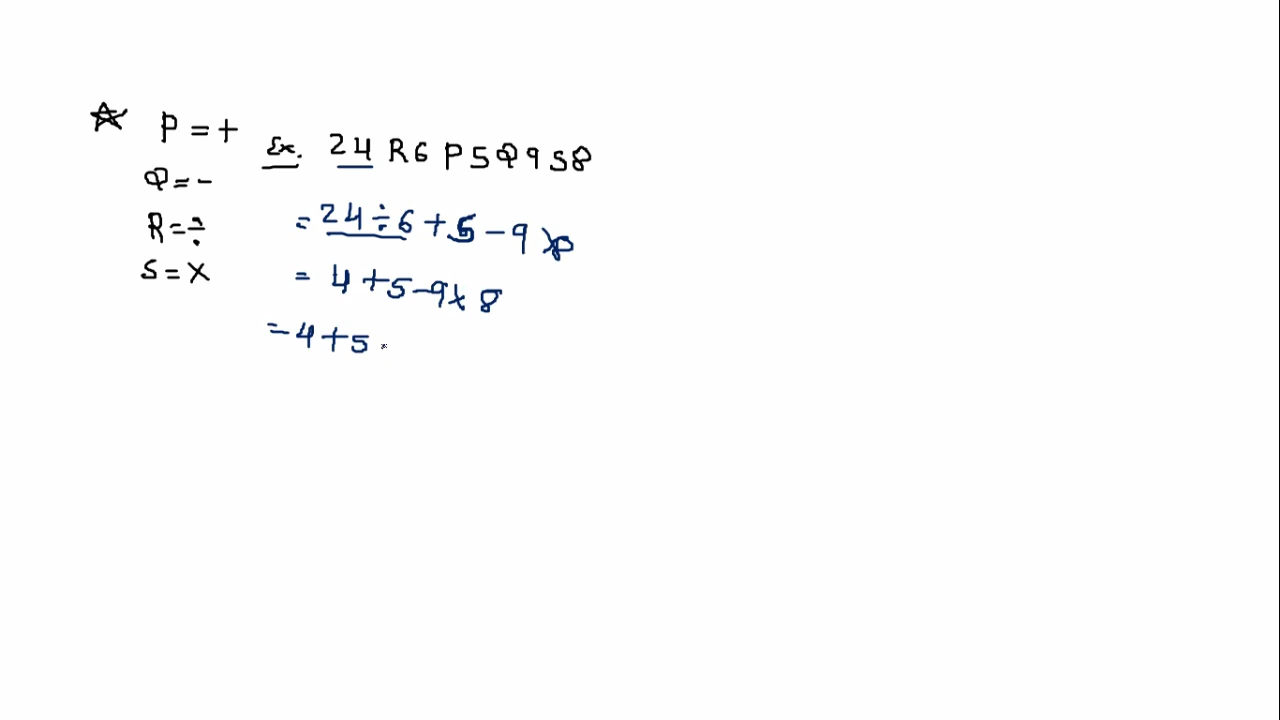 ☆ P = +
Ex. 24 R 6 P 5 Q 9 S 8
Q = -
R = ÷
= 24 ÷ 6 + 5 - 9 × 8
S = ×
= 4 + 5 - 9 × 8
= 4 + 5